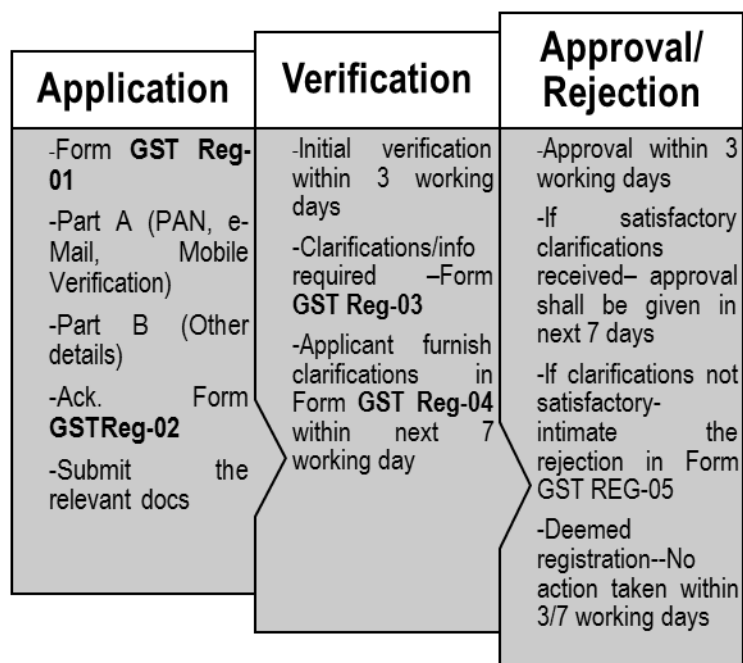 Application
-Form GST Reg-
01
-Part A (PAN, e-
Mail, Mobile
Verification)
-Part B (Other
details)
-Ack. Form
GSTReg-02
-Submit the
relevant docs
Verification
-Initial verification
within 3 working
days
-Clarifications/info
required –Form
GST Reg-03
-Applicant furnish
clarifications in
Form GST Reg-04
within next 7
working day
Approval/
Rejection
-Approval within 3
working days
-If satisfactory
clarifications
received– approval
shall be given in
next 7 days
-If clarifications not
satisfactory-
intimate the
rejection in Form
GST REG-05
-Deemed
registration--No
action taken within
3/7 working days